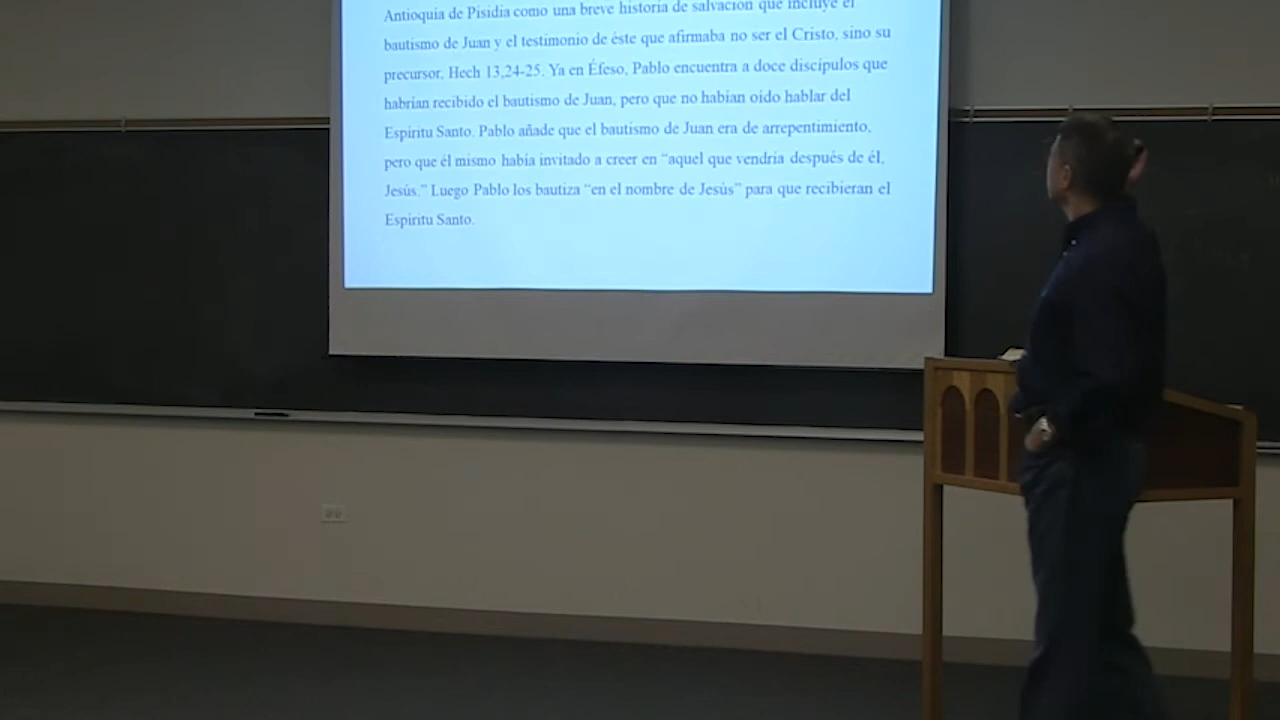 Antioquia de Pisidia como una breve historia de salvación que incluye el
bautismo de Juan y el testimonio de éste que afirmaba no ser el Cristo, sino su
precursor, Hech 13,24-25. Ya en Éfeso, Pablo encuentra a doce discípulos que
habrían recibido el bautismo de Juan, pero que no habían oído hablar del
Espíritu Santo. Pablo añade que el bautismo de Juan era de arrepentimiento,
pero que él mismo había invitado a creer en “aquel que vendría después de él,
Jesús.” Luego Pablo los bautiza “en el nombre de Jesús” para que recibieran el
Espíritu Santo.